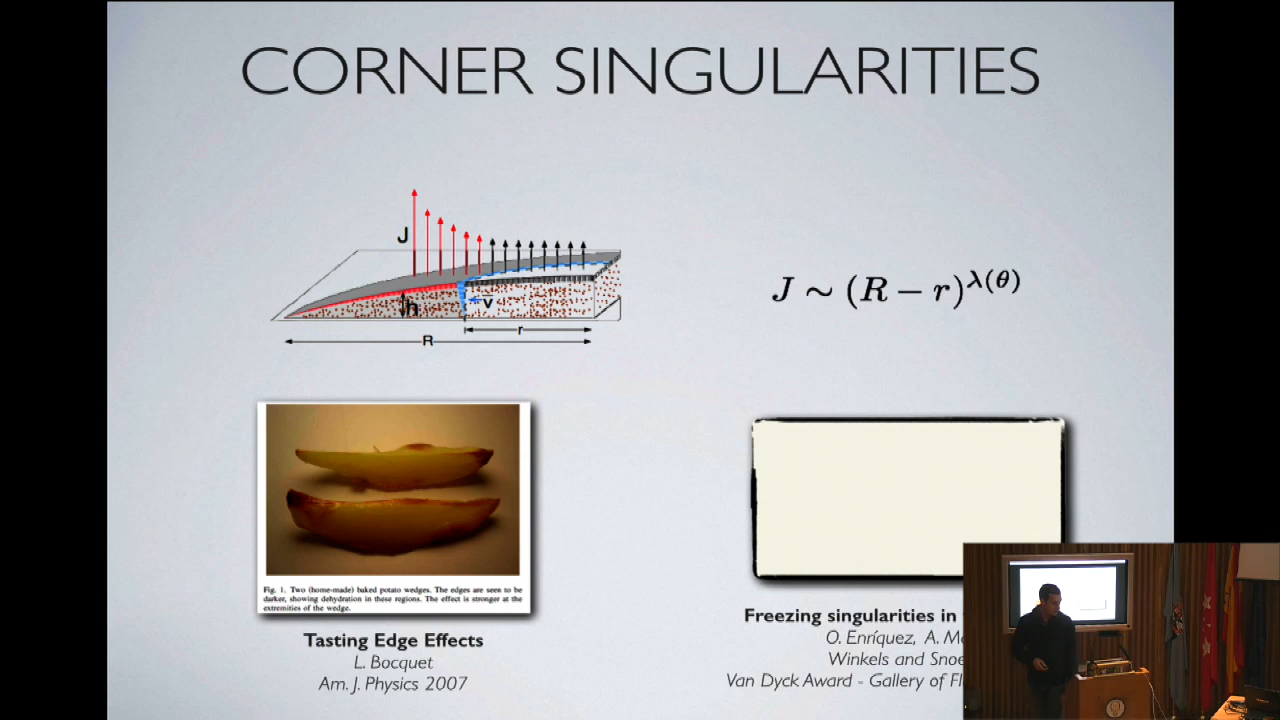 CORNER SINGULARITIES
J
h
v
r
R
J ∼ (R − r)^λ(θ)
Fig. 1. Two (home-made) baked potato wedges. The edges are seen to be
darker, showing dehydration in these regions. The effect is stronger at the
extremities of the wedge.
Tasting Edge Effects
L. Bocquet
Am. J. Physics 2007
Freezing singularities in
O. Enríquez, A.
Winkels and
Van Dyck Award - Gallery of